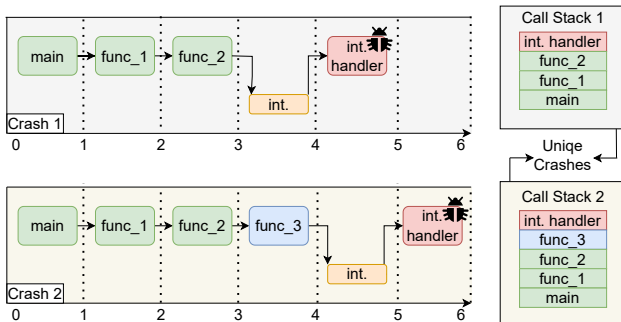 main
func_1
func_2
int.
handler
int.
Crash 1
0 1 2 3 4 5 6
Call Stack 1
int. handler
func_2
func_1
main
Uniqe
Crashes
main
func_1
func_2
func_3
int.
handler
int.
Crash 2
0 1 2 3 4 5 6
Call Stack 2
int. handler
func_3
func_2
func_1
main